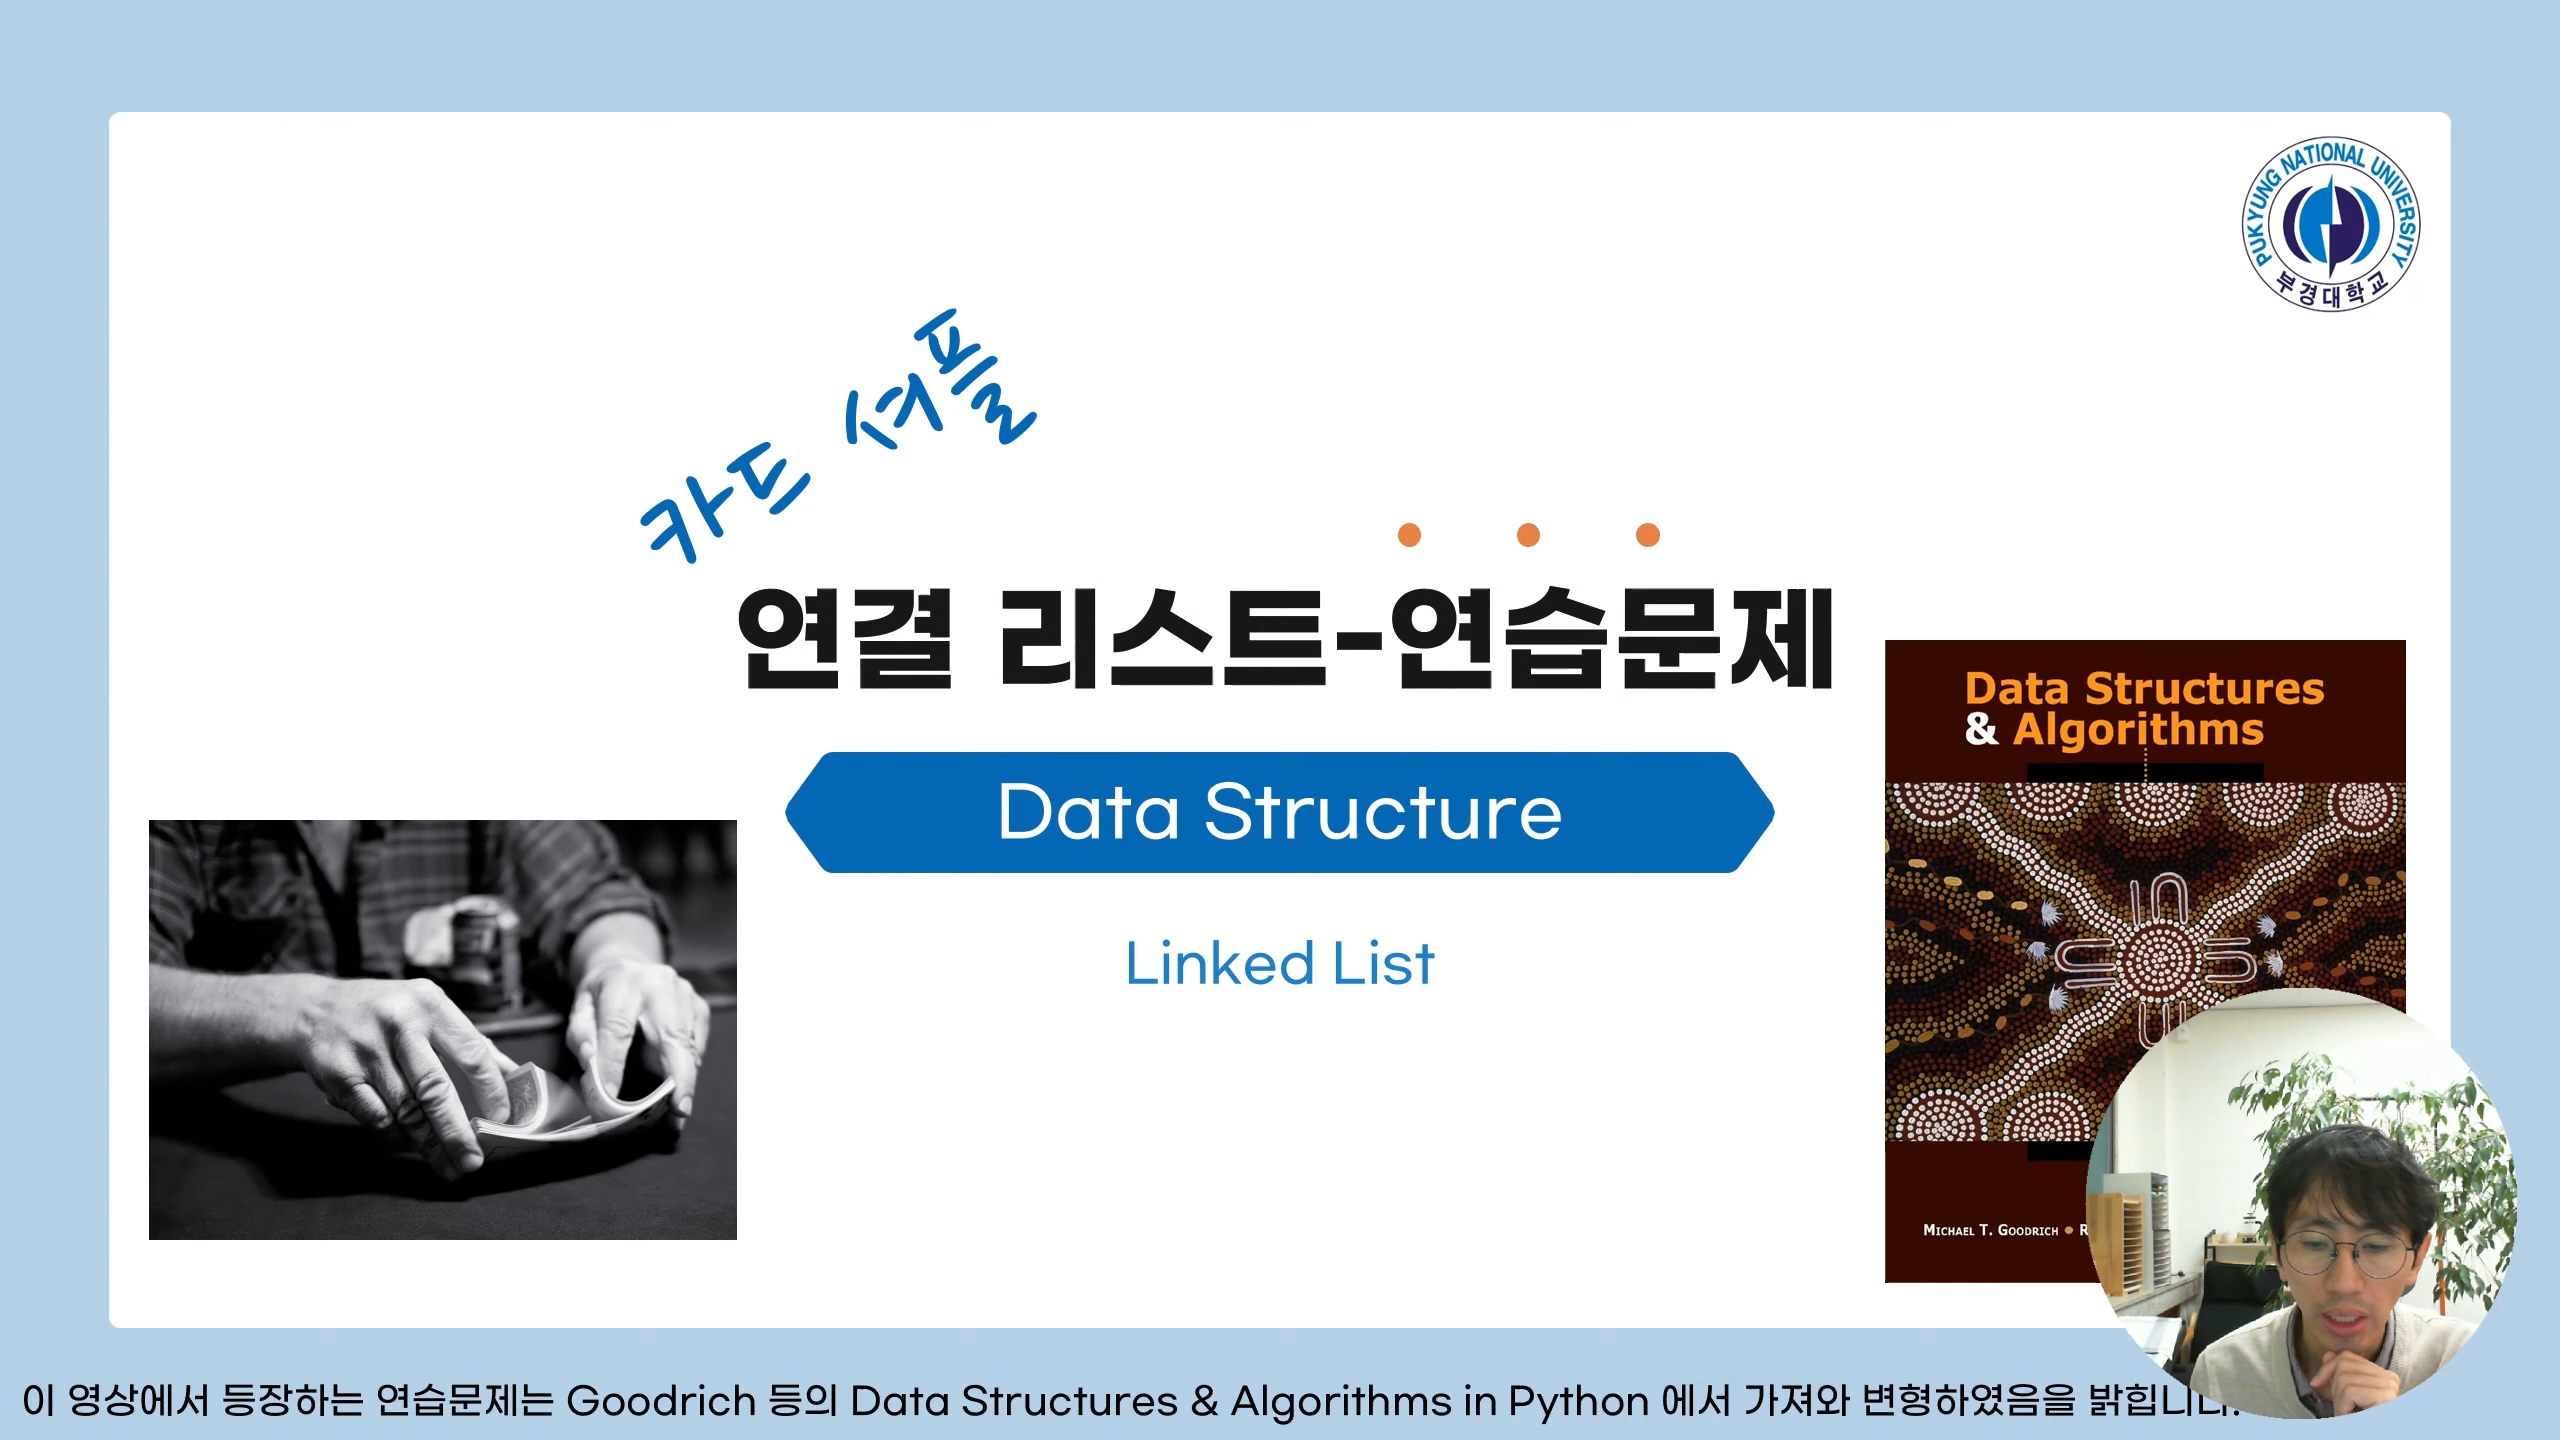 PUKYUNG NATIONAL UNIVERSITY
부경대학교
카드 셔플
연결 리스트-연습문제
Data Structure
Linked List
Data Structures
& Algorithms
MICHAEL T. GOODRICH •
이 영상에서 등장하는 연습문제는 Goodrich 등의 Data Structures & Algorithms in Python 에서 가져와 변형하였음을 밝힙니다.